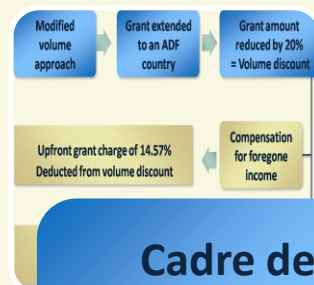 Modified
volume
approach
Grant extended
to an ADF
country
Grant amount
reduced by 20%
= Volume discount
Upfront grant charge of 14.57%
Deducted from volume discount
Compensation
for foregone
income
Cadre de